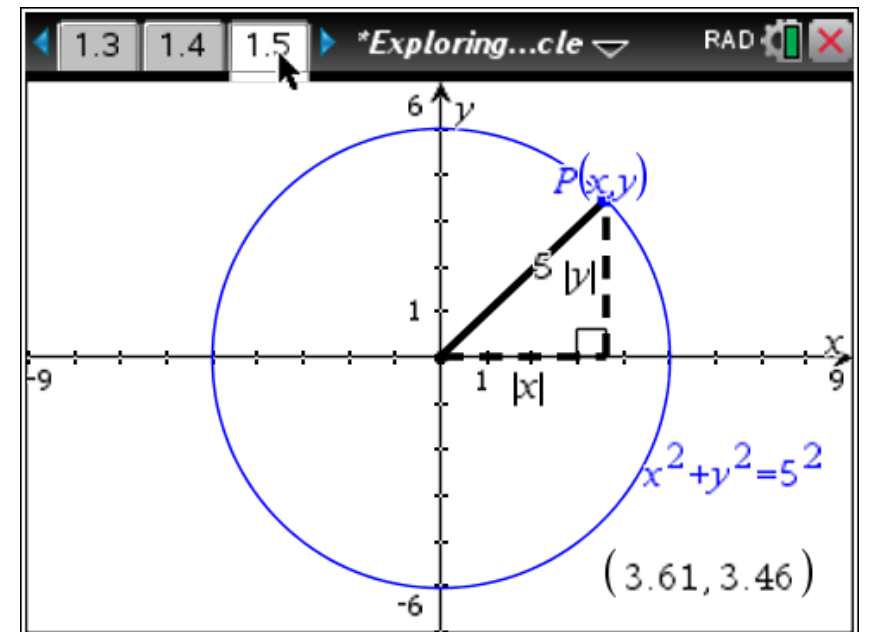 1.3 1.4 1.5 *Exploring...cle RAD
6 y
P(x,y)
5 |y|
1
x
-9 1 |x| 9
x²+y²=5²
(3.61,3.46)
-6